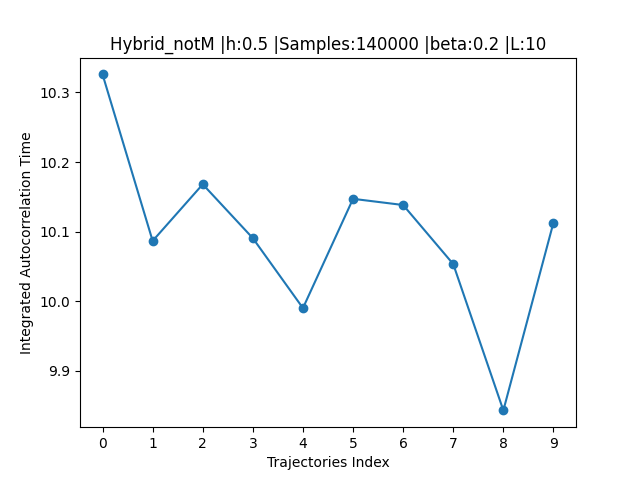 Hybrid_notM |h:0.5 |Samples:140000 |beta:0.2 |L:10
Integrated Autocorrelation Time
10.3
10.2
10.1
10.0
9.9
0 1 2 3 4 5 6 7 8 9
Trajectories Index